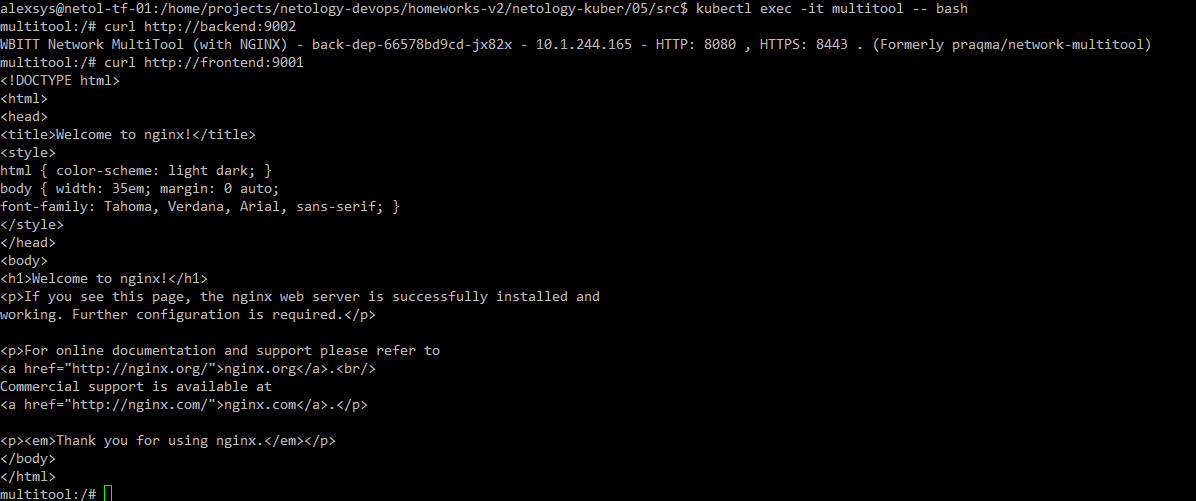 alexsys@netol-tf-01:/home/projects/netology-devops/homeworks-v2/netology-kuber/05/src$ kubectl exec -it multitool -- bash
multitool:/# curl http://backend:9002
WBITT Network MultiTool (with NGINX) - back-dep-66578bd9cd-jx82x - 10.1.244.165 - HTTP: 8080 , HTTPS: 8443 . (Formerly praqma/network-multitool)
multitool:/# curl http://frontend:9001
<!DOCTYPE html>
<html>
<head>
<title>Welcome to nginx!</title>
<style>
html { color-scheme: light dark; }
body { width: 35em; margin: 0 auto;
font-family: Tahoma, Verdana, Arial, sans-serif; }
</style>
</head>
<body>
<h1>Welcome to nginx!</h1>
<p>If you see this page, the nginx web server is successfully installed and
working. Further configuration is required.</p>

<p>For online documentation and support please refer to
<a href="http://nginx.org/">nginx.org</a>.<br/>
Commercial support is available at
<a href="http://nginx.com/">nginx.com</a>.</p>

<p><em>Thank you for using nginx.</em></p>
</body>
</html>
multitool:/#